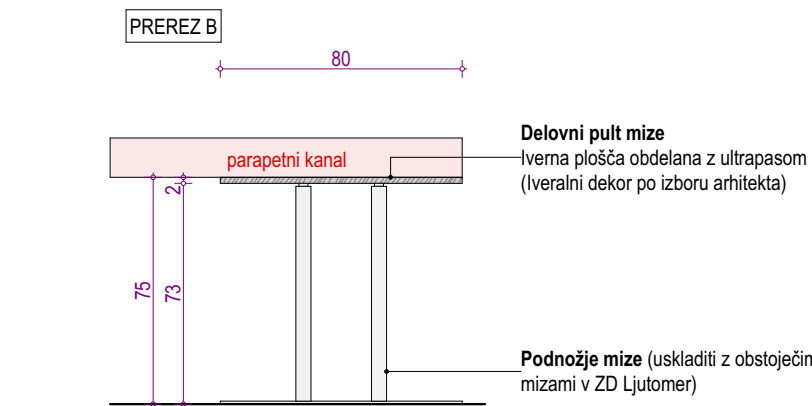 PREREZ B
80
parapetni kanal
Delovni pult mize
Iverna plošča obdelana z ultrapasom
(Iveralni dekor po izboru arhitekta)
2
75
73
Podnožje mize (uskladiti z obstoječim
mizami v ZD Ljutomer)